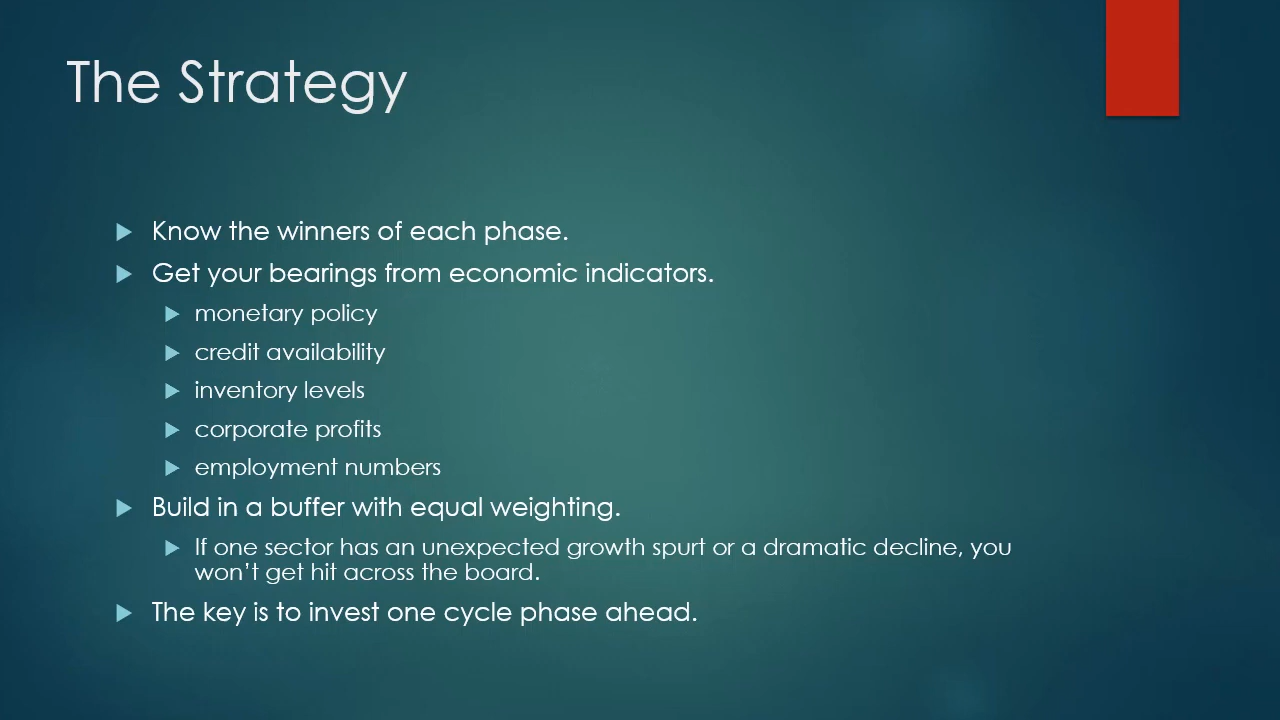 The Strategy
Know the winners of each phase.
Get your bearings from economic indicators.
monetary policy
credit availability
inventory levels
corporate profits
employment numbers
Build in a buffer with equal weighting.
If one sector has an unexpected growth spurt or a dramatic decline, you
won’t get hit across the board.
The key is to invest one cycle phase ahead.